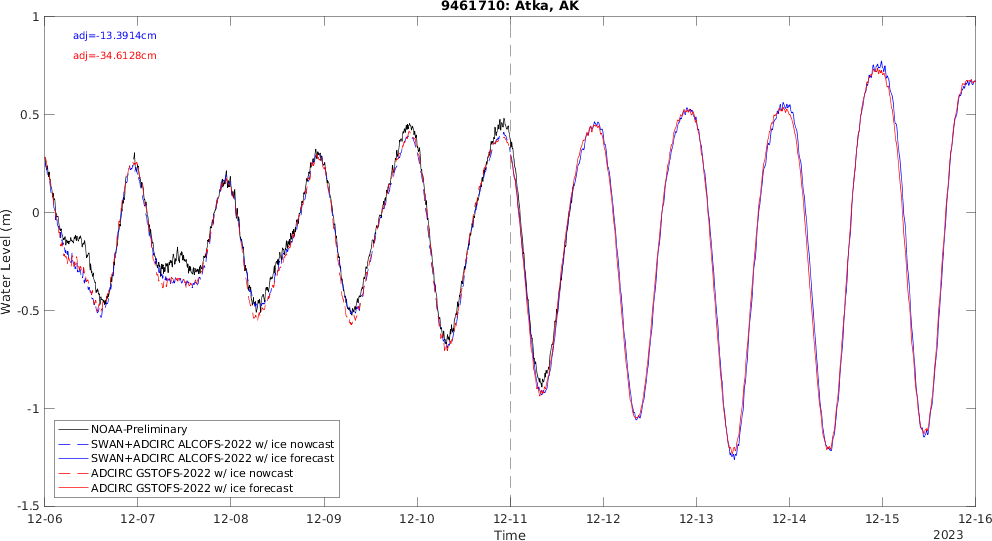 9461710: Atka, AK
adj=-13.3914cm
adj=-34.6128cm
Water Level (m)
1
0.5
0
-0.5
-1
-1.5
NOAA-Preliminary
SWAN+ADCIRC ALCOFS-2022 w/ ice nowcast
SWAN+ADCIRC ALCOFS-2022 w/ ice forecast
ADCIRC GSTOFS-2022 w/ ice nowcast
ADCIRC GSTOFS-2022 w/ ice forecast
12-06 12-07 12-08 12-09 12-10 12-11 12-12 12-13 12-14 12-15 12-16
Time
2023